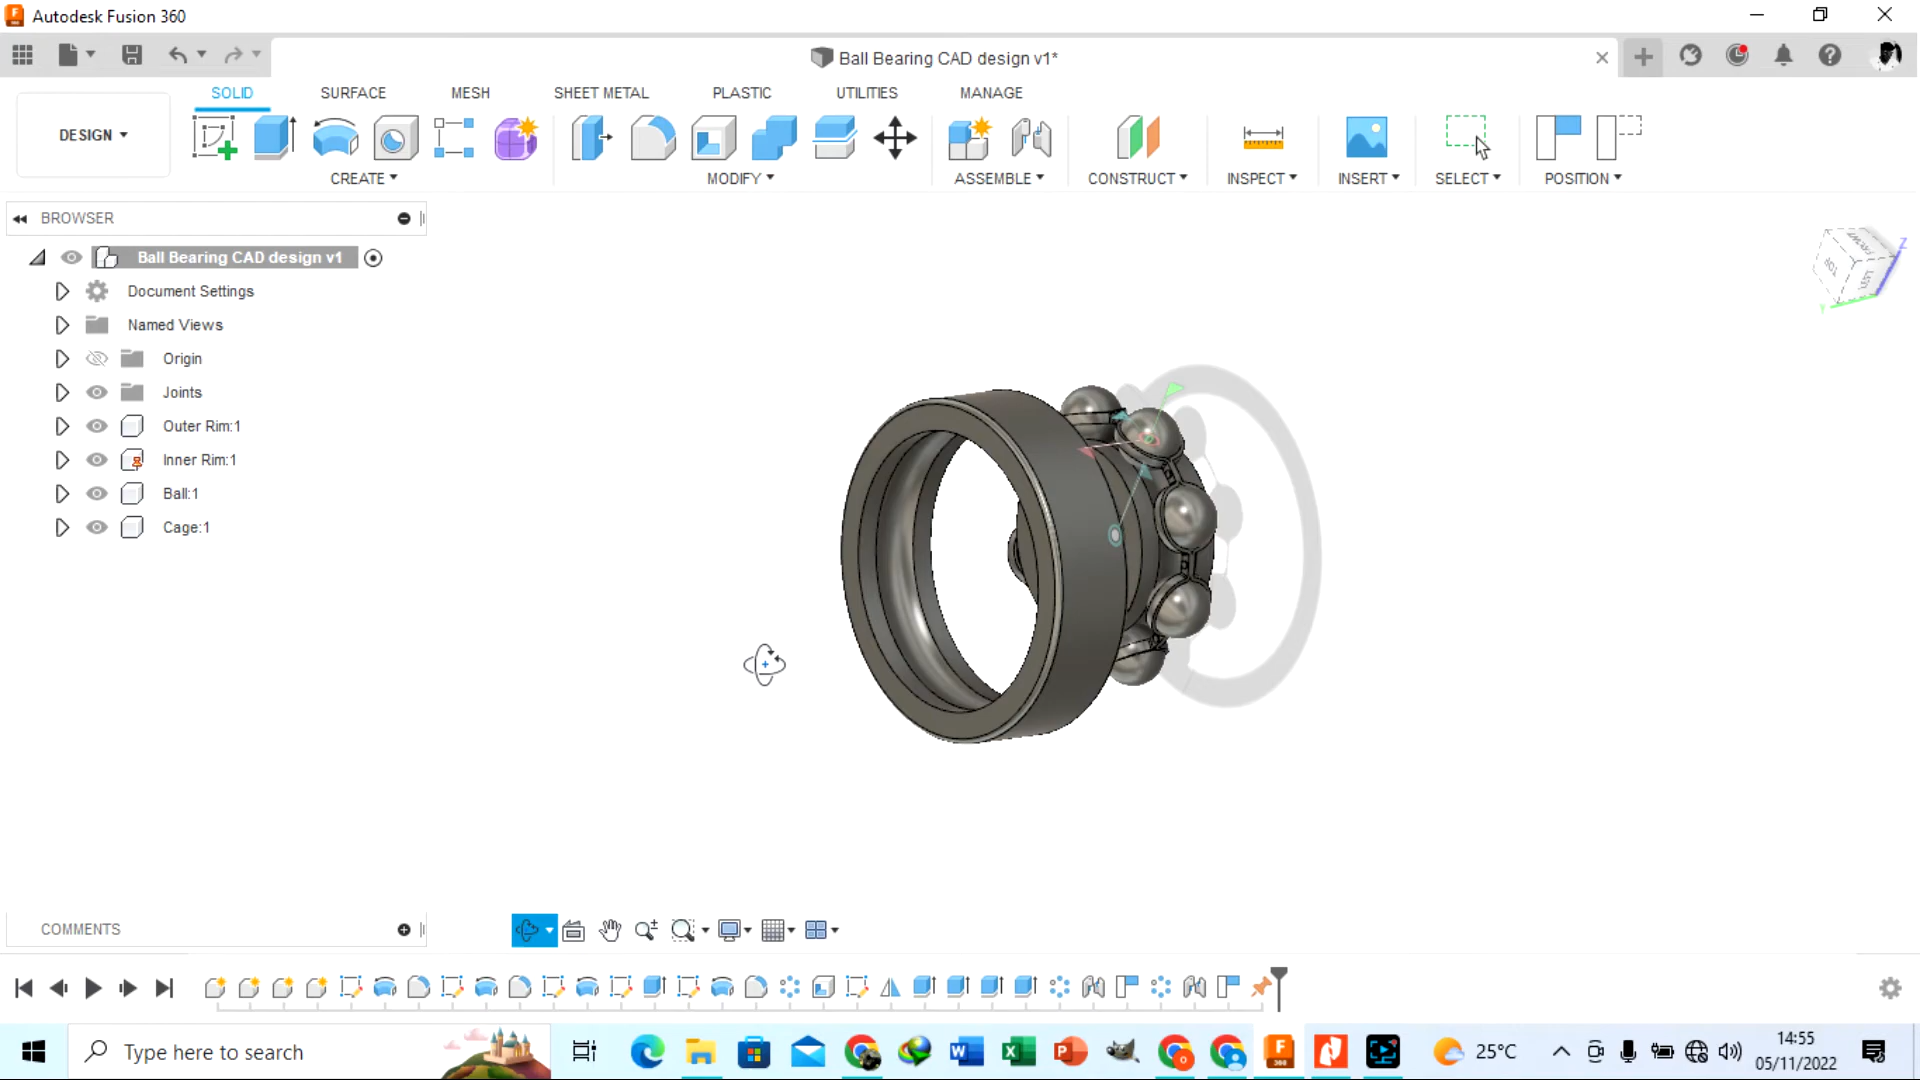 Autodesk Fusion 360
Ball Bearing CAD design v1*
SOLID SURFACE MESH SHEET METAL PLASTIC UTILITIES MANAGE
DESIGN
CREATE MODIFY ASSEMBLE CONSTRUCT INSPECT INSERT SELECT POSITION
BROWSER
Ball Bearing CAD design v1
Document Settings
Named Views
Origin
Joints
Outer Rim:1
Inner Rim:1
Ball:1
Cage:1
FRONT
TOP
LEFT
Z
Y
COMMENTS
Type here to search
25°C
14:55
05/11/2022